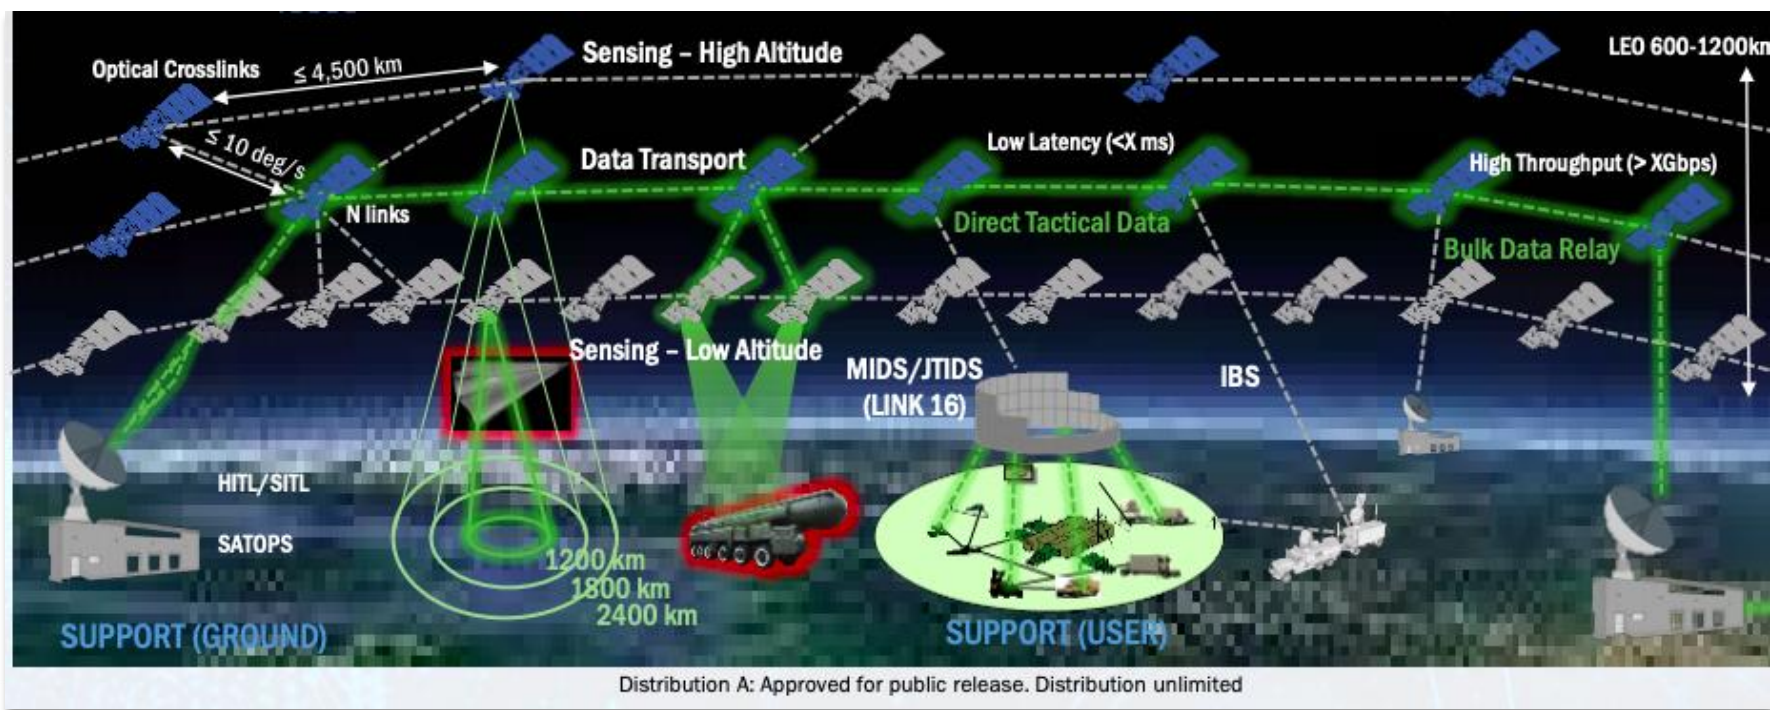 Sensing – High Altitude
LEO 600-1200km
Optical Crosslinks
≤ 4,500 km
≤ 10 deg/s
Data Transport
Low Latency (<X ms)
High Throughput (> XGbps)
N links
Direct Tactical Data
Bulk Data Relay
Sensing – Low Altitude
MIDS/JTIDS
(LINK 16)
IBS
HITL/SITL
SATOPS
1200 km
1800 km
2400 km
SUPPORT (GROUND)
SUPPORT (USER)
Distribution A: Approved for public release. Distribution unlimited